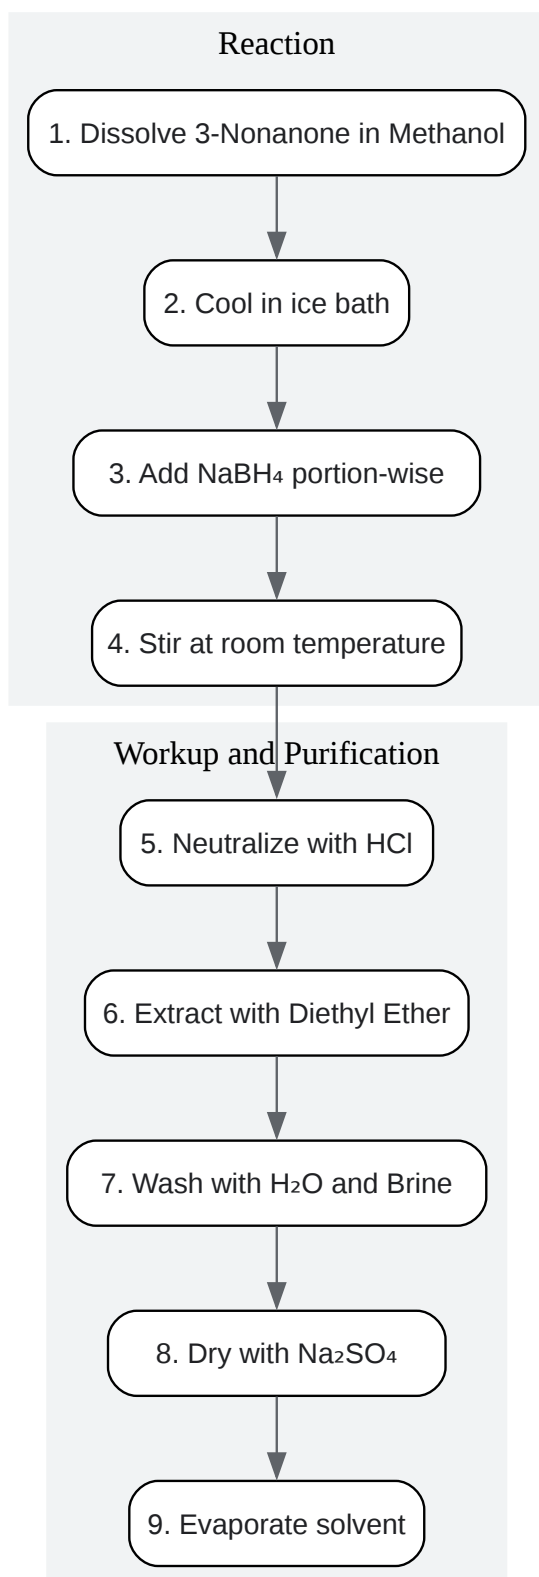 Reaction
1. Dissolve 3-Nonanone in Methanol
2. Cool in ice bath
3. Add NaBH₄ portion-wise
4. Stir at room temperature
Workup and Purification
5. Neutralize with HCl
6. Extract with Diethyl Ether
7. Wash with H₂O and Brine
8. Dry with Na₂SO₄
9. Evaporate solvent